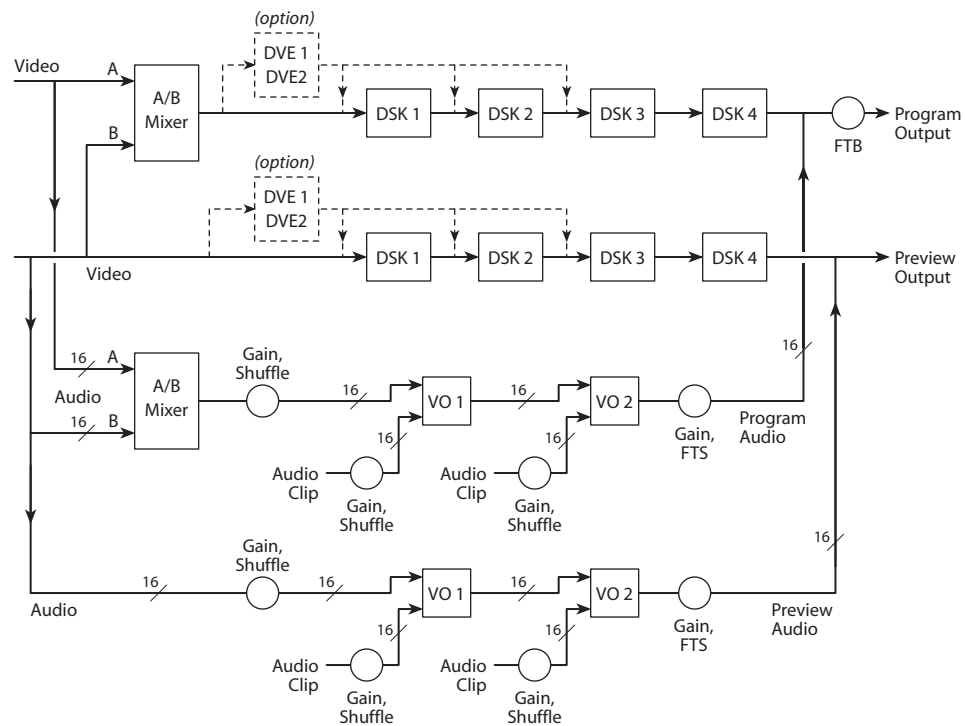 (option)
DVE 1
DVE2
Video
A
A/B
Mixer
B
DSK 1
DSK 2
DSK 3
DSK 4
FTB
Program
Output
(option)
DVE 1
DVE2
Video
DSK 1
DSK 2
DSK 3
DSK 4
Preview
Output
16
A
Audio
16
B
A/B
Mixer
Gain,
Shuffle
16
VO 1
16
VO 2
16
Audio
Clip
Gain,
Shuffle
16
Audio
Clip
Gain,
Shuffle
Gain,
FTS
Program
Audio
16
Audio
16
Gain,
Shuffle
16
VO 1
16
VO 2
16
Audio
Clip
Gain,
Shuffle
16
Audio
Clip
Gain,
Shuffle
Gain,
FTS
Preview
Audio
16